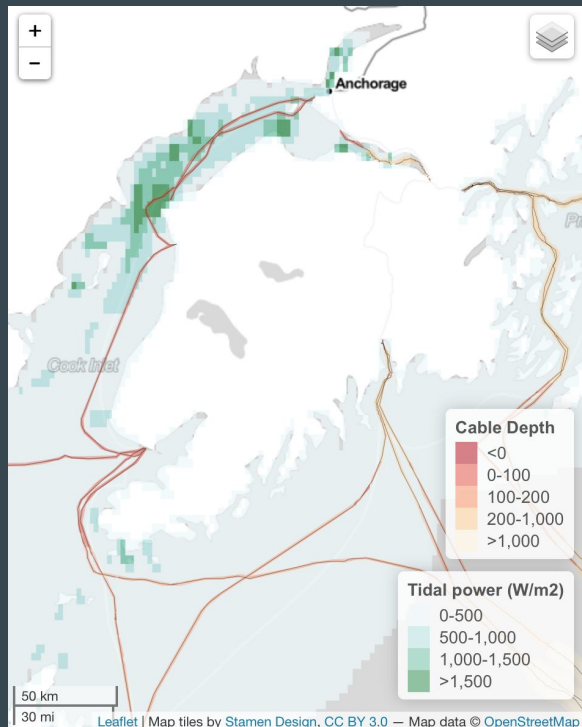 +
−
Anchorage
Pr
Cook Inlet
Cable Depth
<0
0-100
100-200
200-1,000
>1,000
Tidal power (W/m2)
0-500
500-1,000
1,000-1,500
>1,500
50 km
30 mi
Leaflet | Map tiles by Stamen Design, CC BY 3.0 — Map data © OpenStreetMap